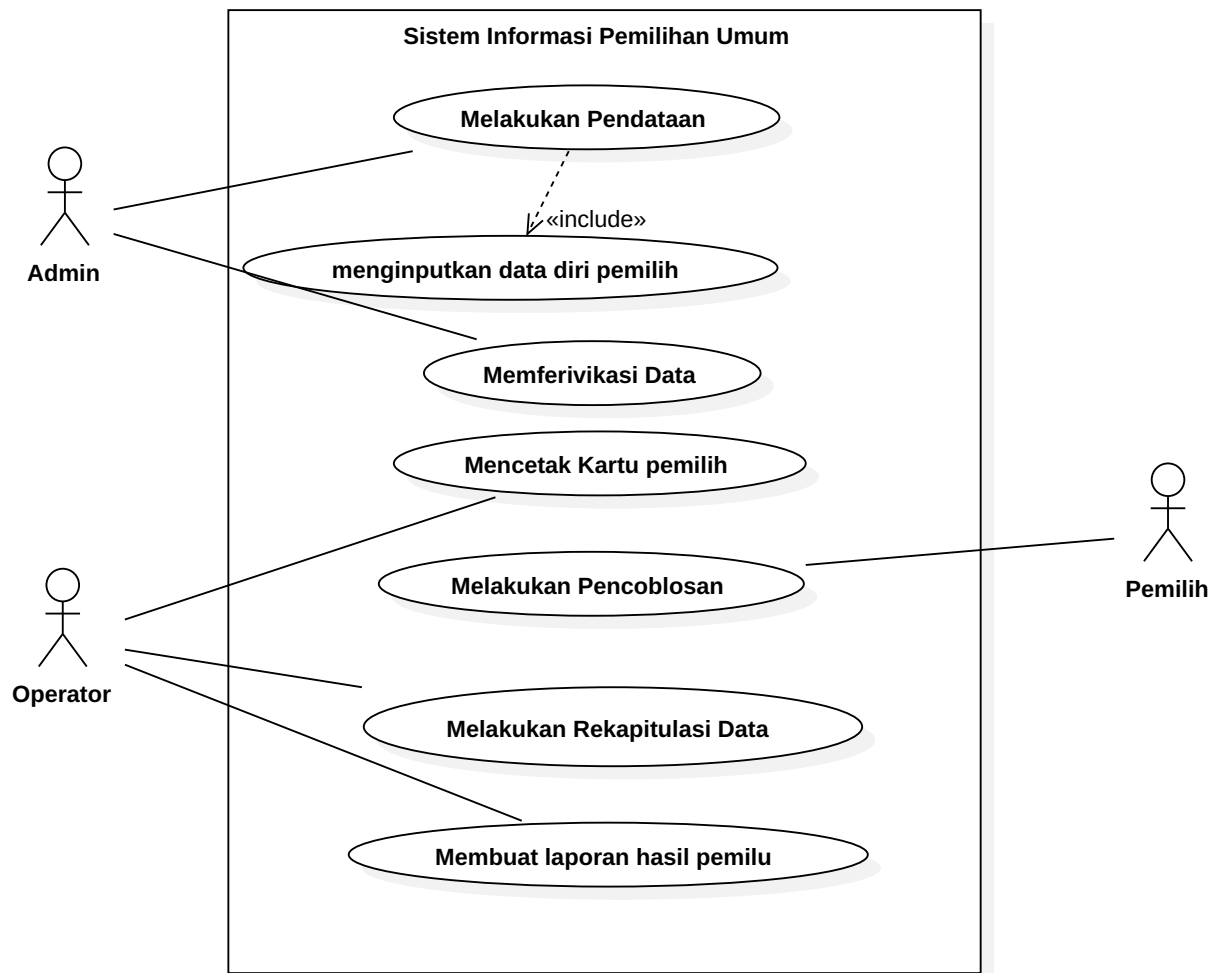 Sistem Informasi Pemilihan Umum
Melakukan Pendataan
«include»
Admin
menginputkan data diri pemilih
Memferivikasi Data
Mencetak Kartu pemilih
Melakukan Pencoblosan
Pemilih
Operator
Melakukan Rekapitulasi Data
Membuat laporan hasil pemilu